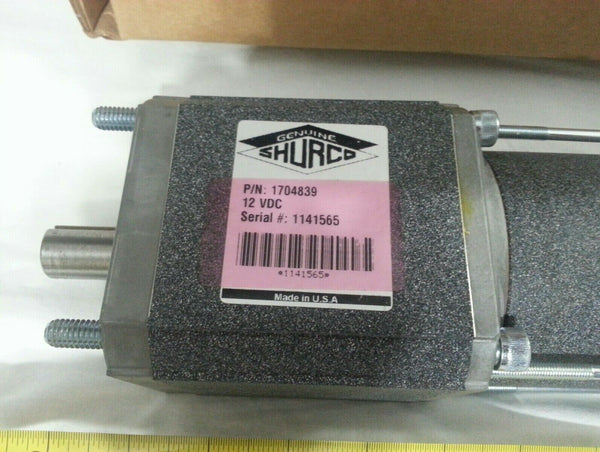 GENUINE
SHURCO
P/N: 1704839
12 VDC
Serial #: 1141565
*1141565*
Made in U.S.A